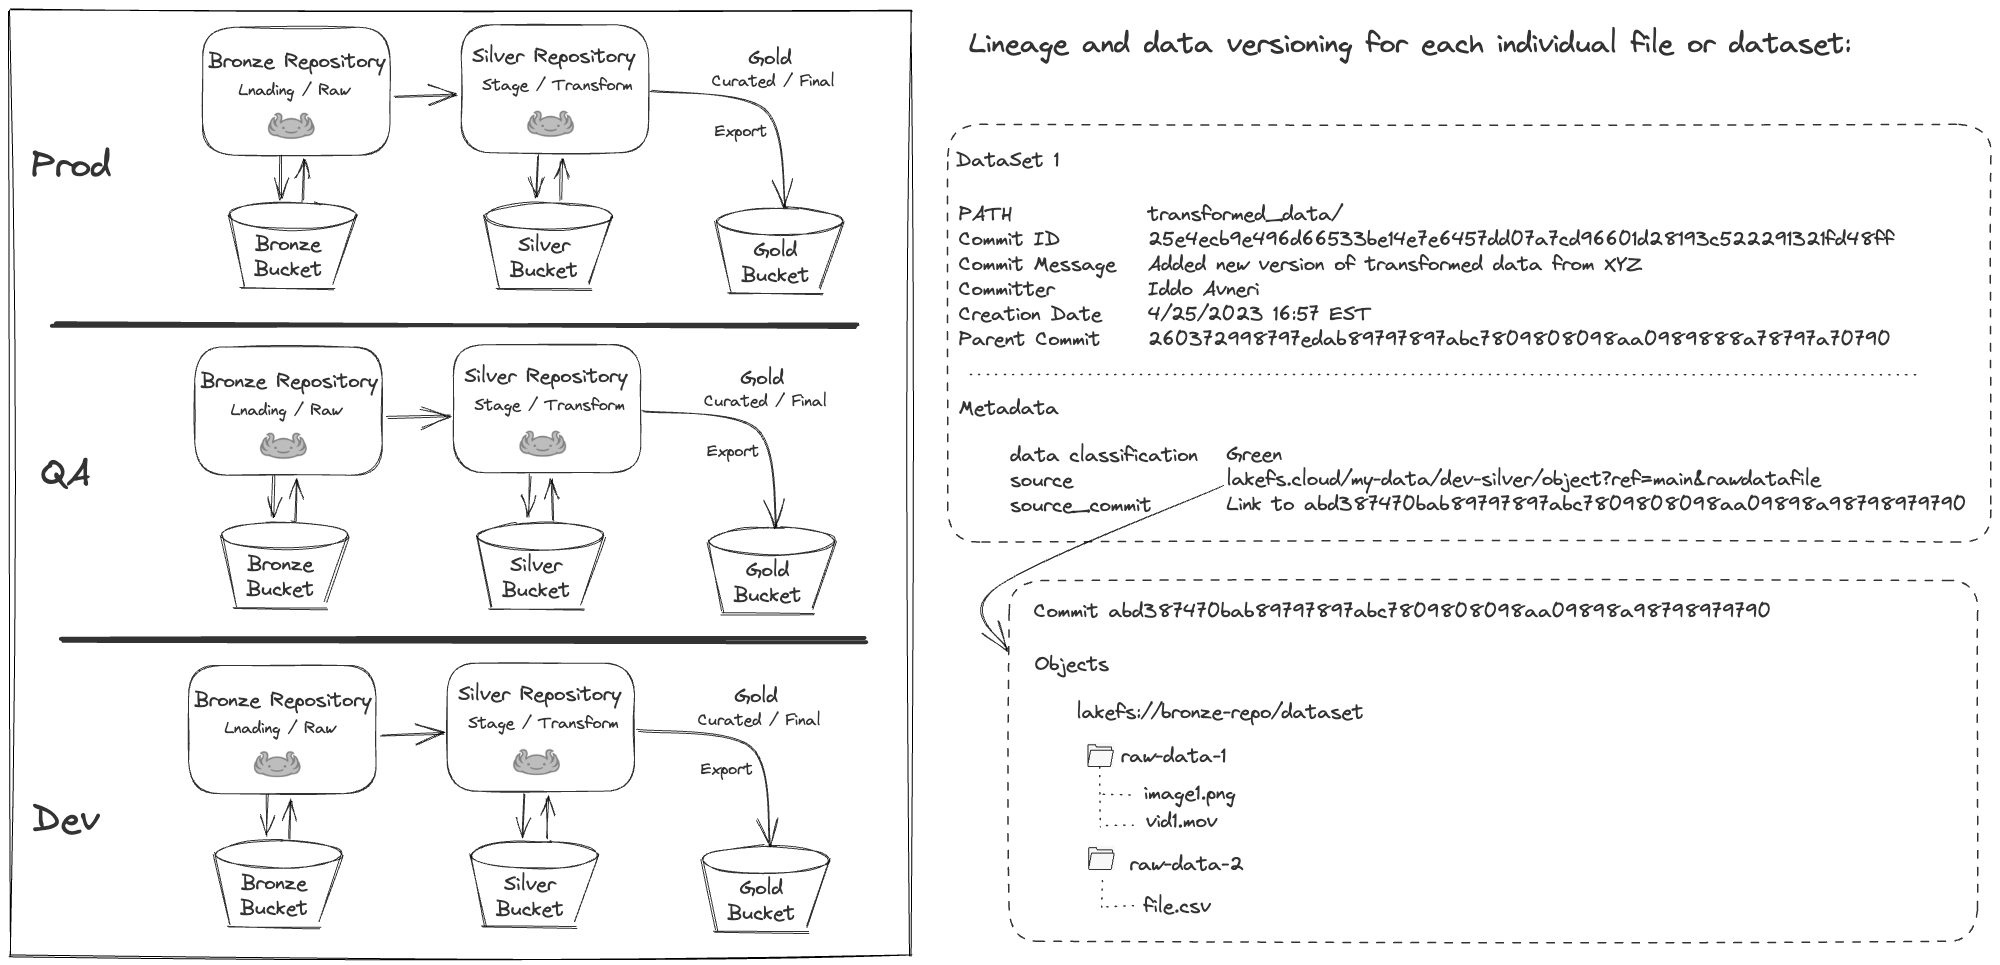 Prod
Bronze Repository
Lnading / Raw
Silver Repository
Stage / Transform
Gold
Curated / Final
Export
Bronze
Bucket
Silver
Bucket
Gold
Bucket
QA
Bronze Repository
Lnading / Raw
Silver Repository
Stage / Transform
Gold
Curated / Final
Export
Bronze
Bucket
Silver
Bucket
Gold
Bucket
Dev
Bronze Repository
Lnading / Raw
Silver Repository
Stage / Transform
Gold
Curated / Final
Export
Bronze
Bucket
Silver
Bucket
Gold
Bucket
Lineage and data versioning for each individual file or dataset:
DataSet 1
PATH transformed_data/
Commit ID 25e4ecb9e496d66533be14e7e6457dd07a7cd96601d28193c522291321fd48ff
Commit Message Added new version of transformed data from XYZ
Committer Iddo Avneri
Creation Date 4/25/2023 16:57 EST
Parent Commit 260372998797edab89797897abc7809808098aa0989888a78797a70790
Metadata
data classification Green
source lakefs.cloud/my-data/dev-silver/object?ref=main&rawdatafile
source_commit Link to abd387470bab89797897abc7809808098aa09898a98798979790
Commit abd387470bab89797897abc7809808098aa09898a98798979790
Objects
lakefs://bronze-repo/dataset
raw-data-1
image1.png
vid1.mov
raw-data-2
file.csv